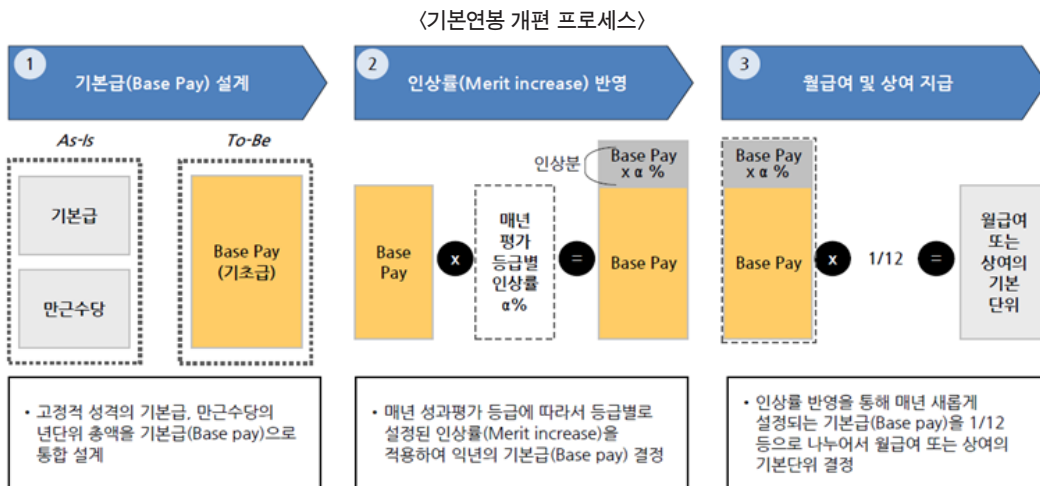 〈기본연봉 개편 프로세스〉
1
기본급(Base Pay) 설계
2
인상률(Merit increase) 반영
3
월급여 및 상여 지급
As-Is
To-Be
기본급
만근수당
Base Pay
(기초급)
• 고정적 성격의 기본급, 만근수당의
년단위 총액을 기본급(Base pay)으로
통합 설계
Base
Pay
x
매년
평가
등급별
인상률
α%
=
인상분
Base Pay
x α %
Base Pay
• 매년 성과평가 등급에 따라서 등급별로
설정된 인상률(Merit increase)을
적용하여 익년의 기본급(Base pay) 결정
Base Pay
x α %
Base Pay
x
1/12
=
월급여
또는
상여의
기본
단위
• 인상률 반영을 통해 매년 새롭게
설정되는 기본급(Base pay)을 1/12
등으로 나누어서 월급여 또는 상여의
기본단위 결정